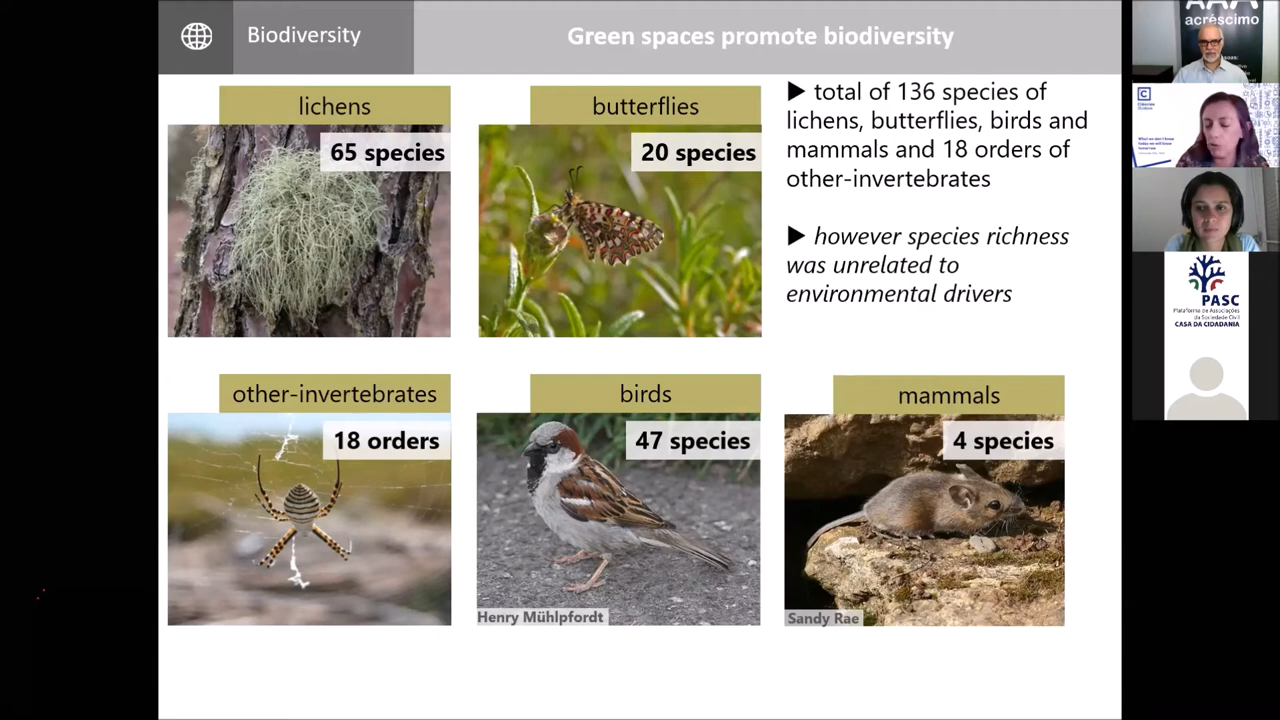 Biodiversity
Green spaces promote biodiversity
lichens
65 species
butterflies
20 species
▶ total of 136 species of
lichens, butterflies, birds and
mammals and 18 orders of
other-invertebrates
▶ however species richness
was unrelated to
environmental drivers
other-invertebrates
18 orders
birds
47 species
Henry Mühlpfordt
mammals
4 species
Sandy Rae
acréscimo
PASC
Plataforma de Associações
da Sociedade Civil
CASA DA CIDADANIA